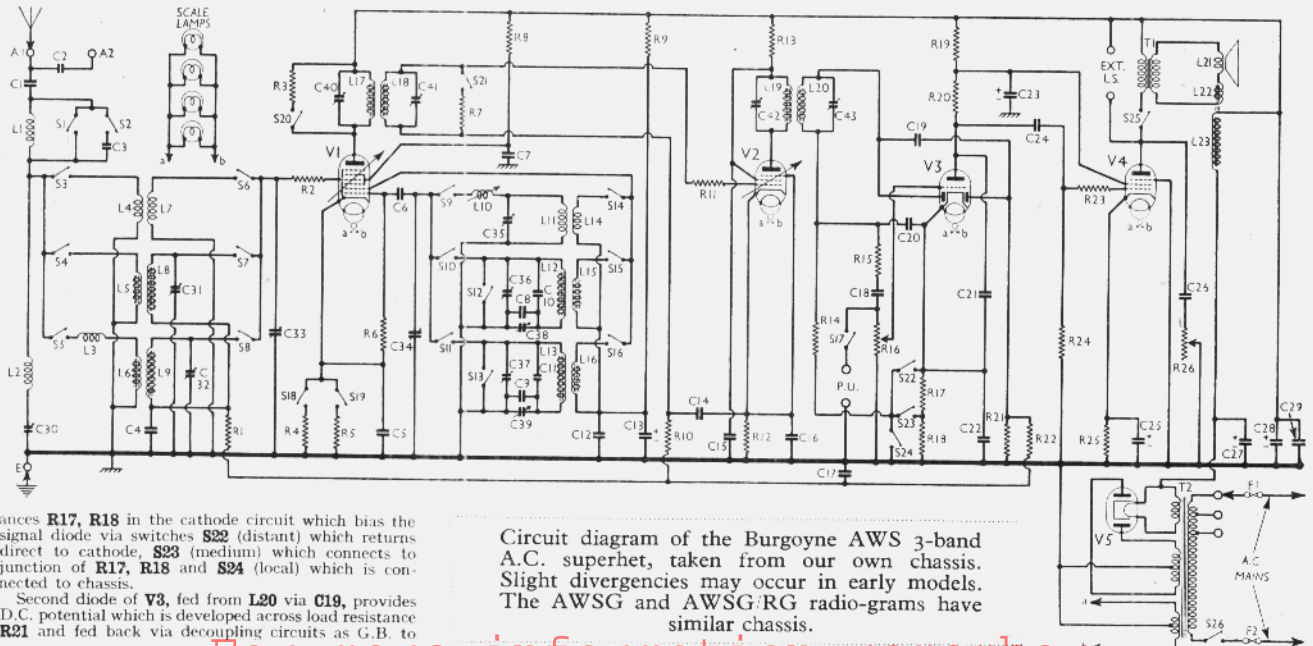 SCALE
LAMPS
A1
C2
A2
C1
L1
S1
S2
C3
S3
S6
L4
L7
S4
S7
L5
L8
C31
S5
L3
S8
L6
L9
C
32
L2
C30
C4
R1
E
a
b
R3
S20
C40
L17
L18
C41
S21
R7
R8
C7
V1
R2
a b
C6
S9
L10
C35
L11
L14
S14
S10
S12
C36
C8
L12
C
10
C38
L15
S15
C33
R6
C34
S11
S13
C37
C9
L13
C11
C39
L16
S16
S18
S19
R4
R5
C5
C12
C13
R9
R10
C14
R11
R13
L19
L20
C42
C43
V2
a b
C15
R12
C16
C17
R14
R15
C18
S17
R16
P.U.
C19
C20
V3
a b
R19
R20
C23
C24
C21
S22
R17
S23
R18
S24
C22
R21
R22
R23
R24
V4
a b
EXT.
L.S.
T1
S25
L21
L22
L23
C26
R26
R25
C25
C27
C28
C29
V5
T2
F1
A.C.
MAINS
S26
F2
a
b
ances R17, R18 in the cathode circuit which bias the
signal diode via switches S22 (distant) which returns
direct to cathode, S23 (medium) which connects to
junction of R17, R18 and S24 (local) which is con-
nected to chassis.
Second diode of V3, fed from L20 via C19, provides
D.C. potential which is developed across load resistance
R21 and fed back via decoupling circuits as G.B. to
Circuit diagram of the Burgoyne AWS 3-band
A.C. superhet, taken from our own chassis.
Slight divergencies may occur in early models.
The AWSG and AWSG/RG radio-grams have
similar chassis.